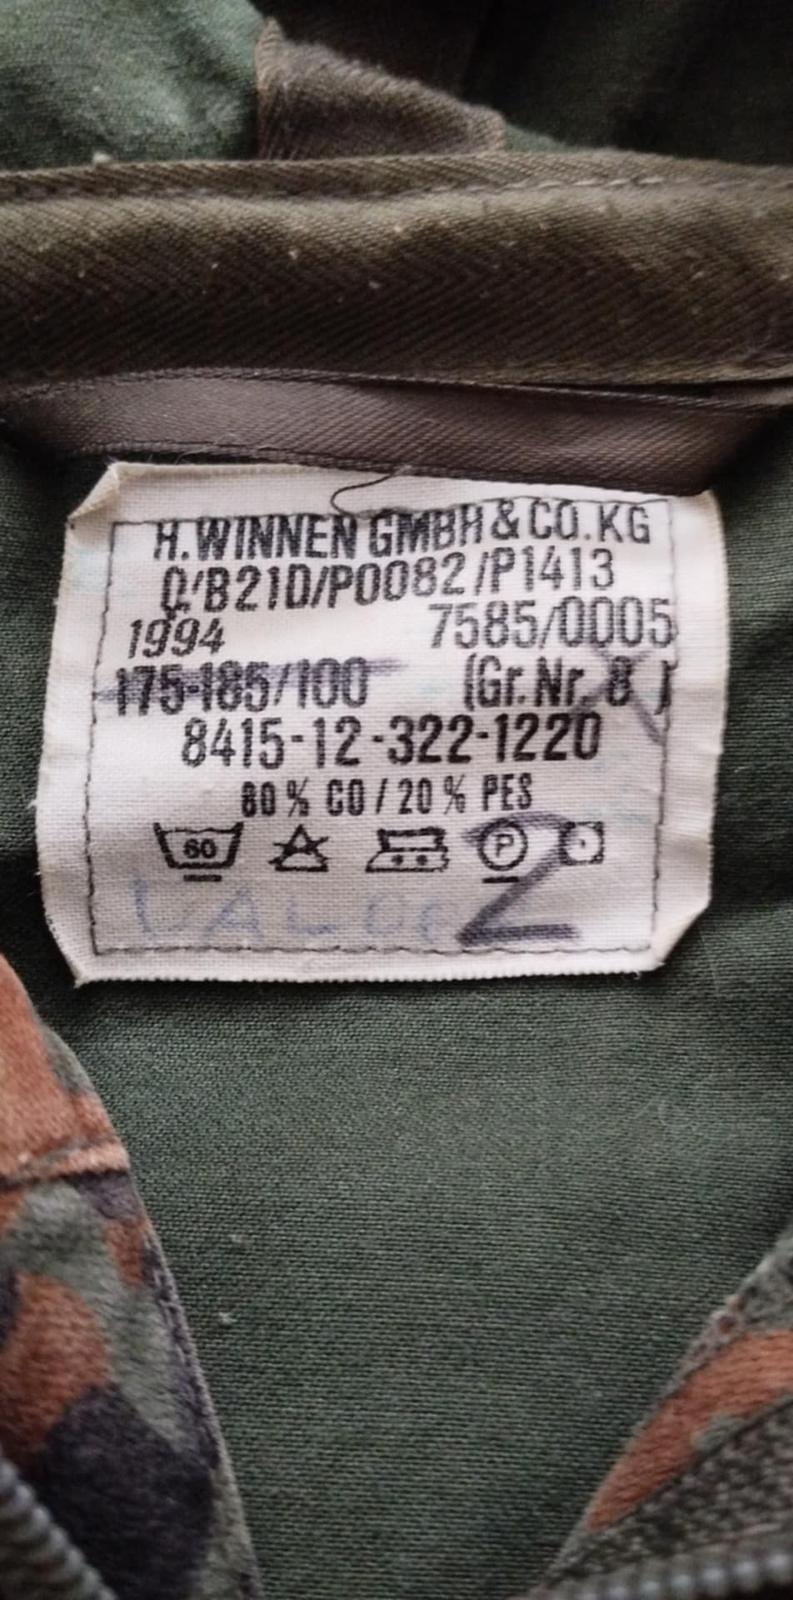 H.WINNEN GMBH & CO.KG
Q/B21D/P0082/P1413
1994 7585/0005
175-185/100 (Gr.Nr. 8 )
8415-12-322-1220
80 % CO / 20 % PES
60 P
2